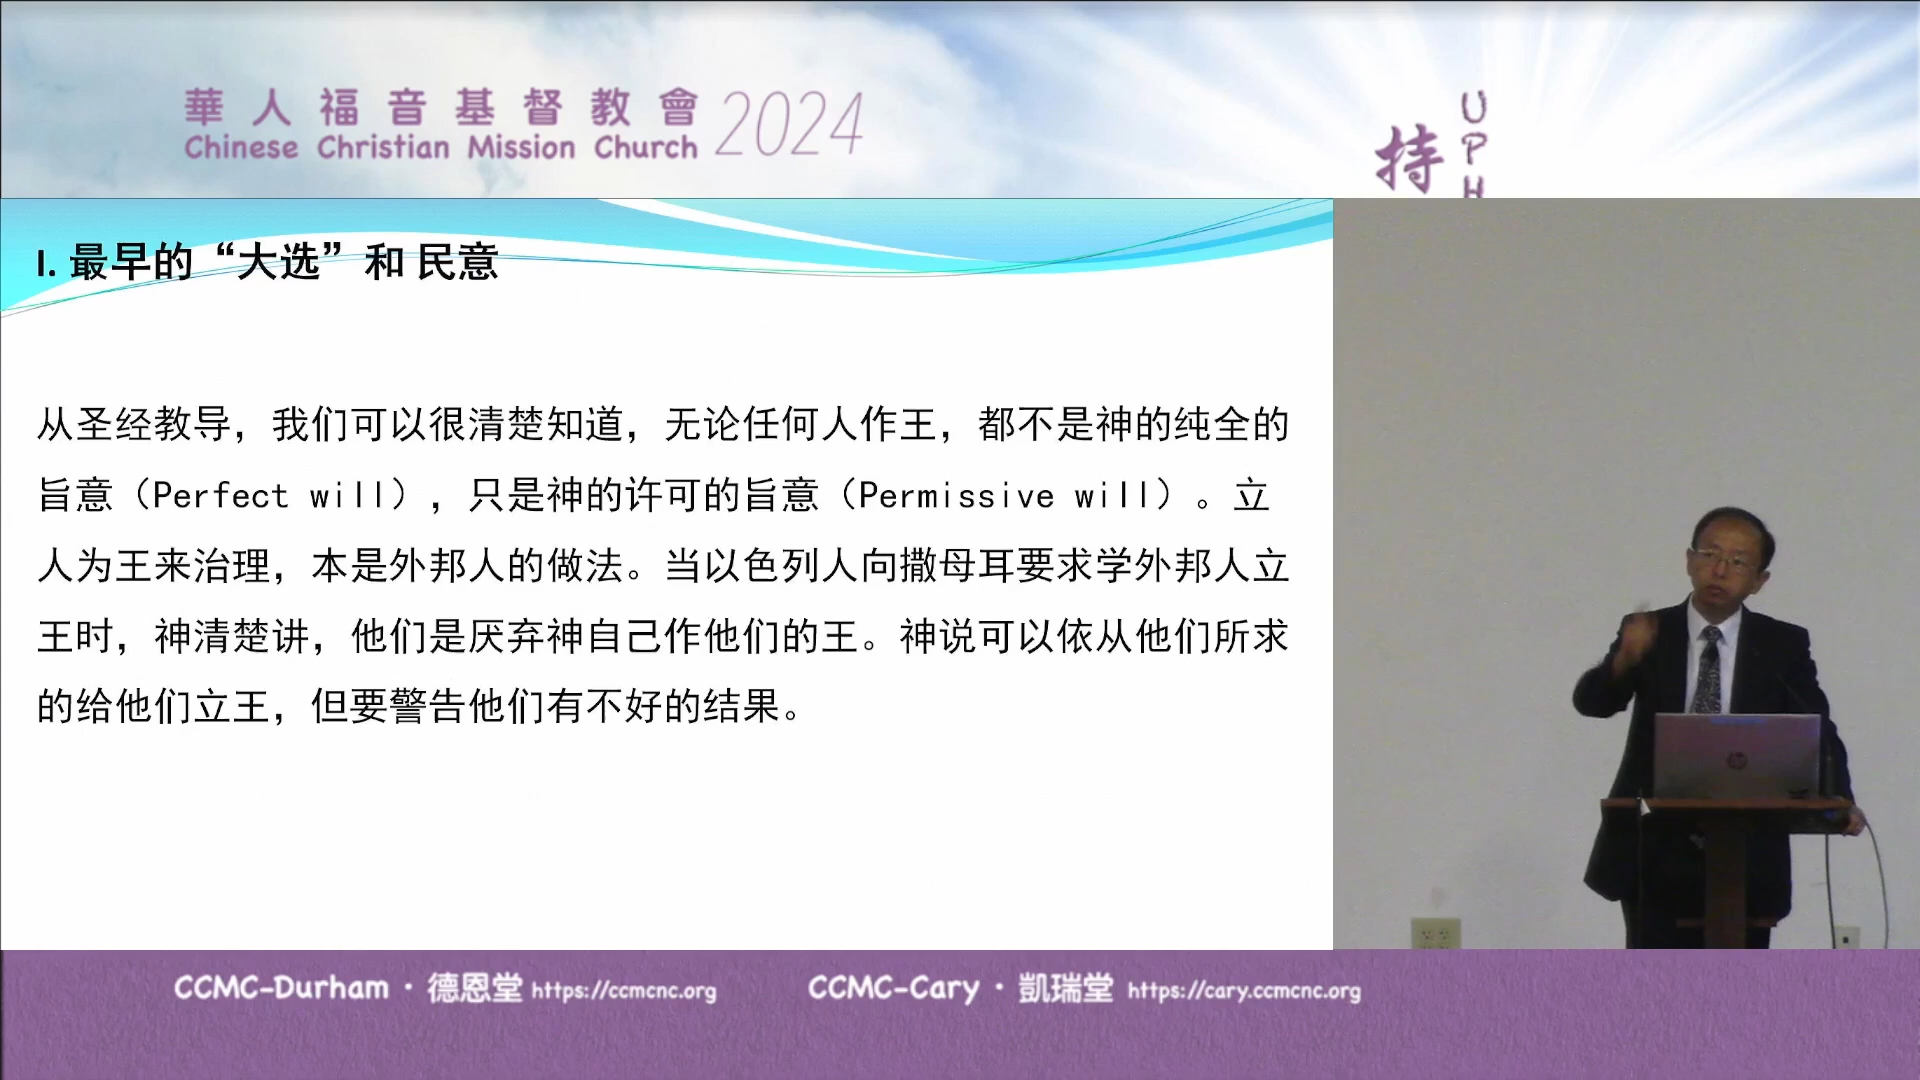 華人福音基督教會 2024
Chinese Christian Mission Church
持
UPH
I. 最早的“大选”和 民意
从圣经教导，我们可以很清楚知道，无论任何人作王，都不是神的纯全的
旨意（Perfect will），只是神的许可的旨意（Permissive will）。立
人为王来治理，本是外邦人的做法。当以色列人向撒母耳要求学外邦人立
王时，神清楚讲，他们是厌弃神自己作他们的王。神说可以依从他们所求
的给他们立王，但要警告他们有不好的结果。
hp
CCMC-Durham · 德恩堂 https://ccmcnc.org
CCMC-Cary · 凱瑞堂 https://cary.ccmcnc.org